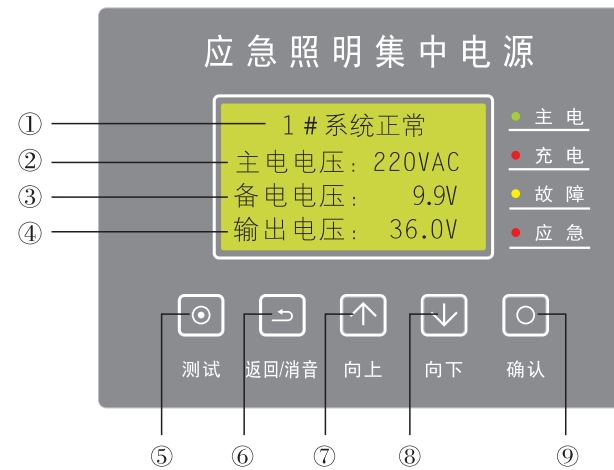 应急照明集中电源
① 1#系统正常
② 主电电压: 220VAC
③ 备电电压: 9.9V
④ 输出电压: 36.0V
主电
充电
故障
应急
测试 返回/消音 向上 向下 确认
⑤ ⑥ ⑦ ⑧ ⑨